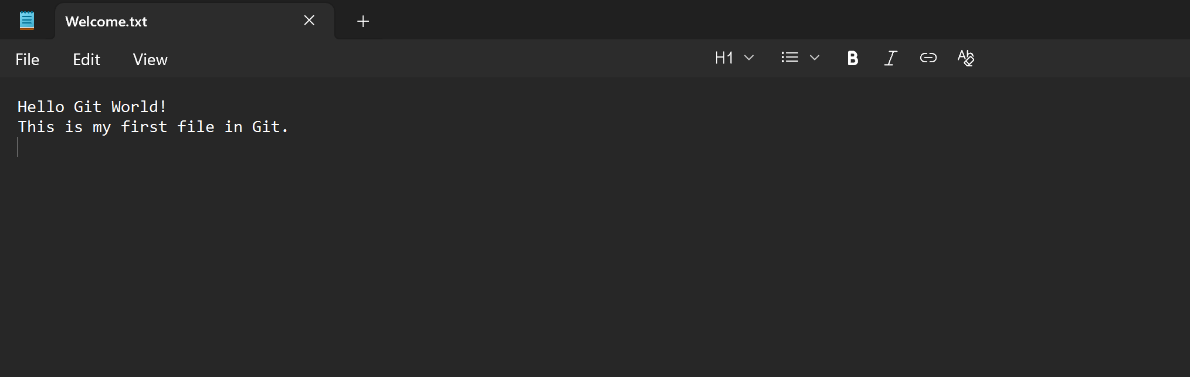 Welcome.txt
File Edit View H1 B I
Hello Git World!
This is my first file in Git.